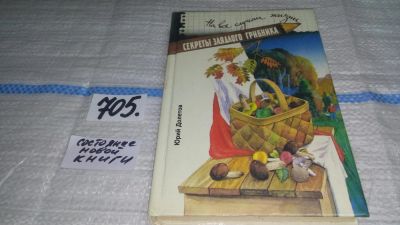 На все случаи жизни
СЕКРЕТЫ ЗАЯДЛОГО ГРИБНИКА
Юрий Долетов
705.
состояние
новой
книги